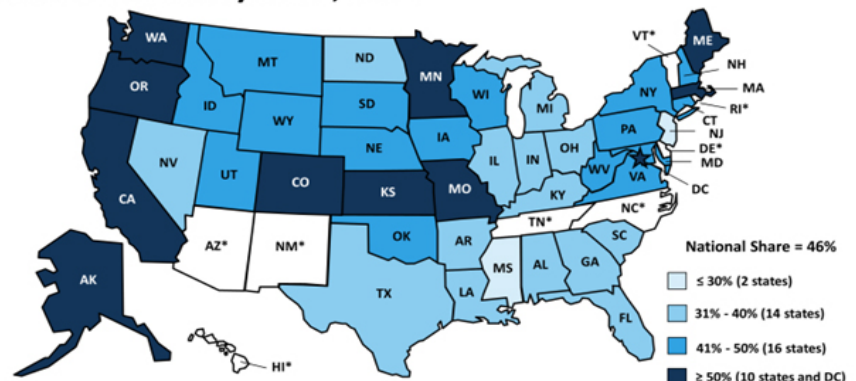 WA
OR
CA
AK
HI*
NV
ID
UT
AZ*
MT
WY
CO
NM*
ND
SD
NE
KS
OK
TX
MN
IA
MO
AR
LA
WI
IL
MI
IN
OH
KY
TN*
MS
AL
GA
FL
SC
NC*
VA
WV
PA
NY
VT*
ME
NH
MA
RI*
CT
NJ
DE*
MD
DC
National Share = 46%
≤ 30% (2 states)
31% - 40% (14 states)
41% - 50% (16 states)
≥ 50% (10 states and DC)